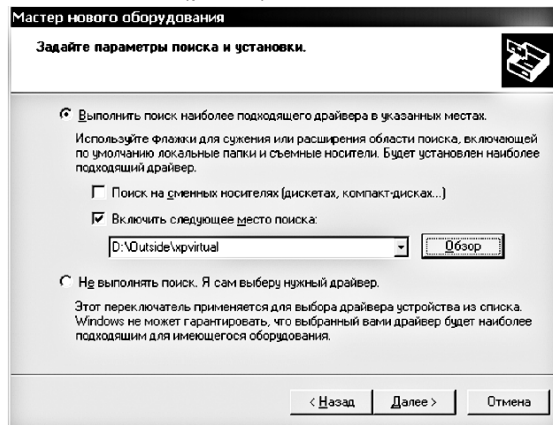 Мастер нового оборудования
Задайте параметры поиска и установки.
Выполнить поиск наиболее подходящего драйвера в указанных местах.
Используйте флажки для сужения или расширения области поиска, включающей
по умолчанию локальные папки и съемные носители. Будет установлен наиболее
подходящий драйвер.
Поиск на сменных носителях (дискетах, компакт-дисках...)
Включить следующее место поиска:
D:\Outside\xpvirtual
Обзор
Не выполнять поиск. Я сам выберу нужный драйвер.
Этот переключатель применяется для выбора драйвера устройства из списка.
Windows не может гарантировать, что выбранный вами драйвер будет наиболее
подходящим для имеющегося оборудования.
< Назад Далее > Отмена